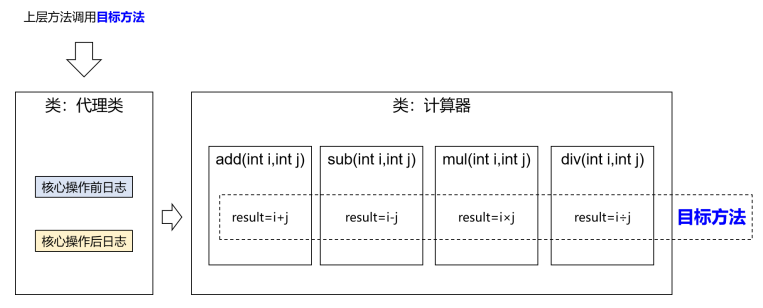 上层方法调用目标方法
类：代理类
类：计算器
add(int i,int j)
sub(int i,int j)
mul(int i,int j)
div(int i,int j)
核心操作前日志
result=i+j
result=i-j
result=i×j
result=i÷j
目标方法
核心操作后日志